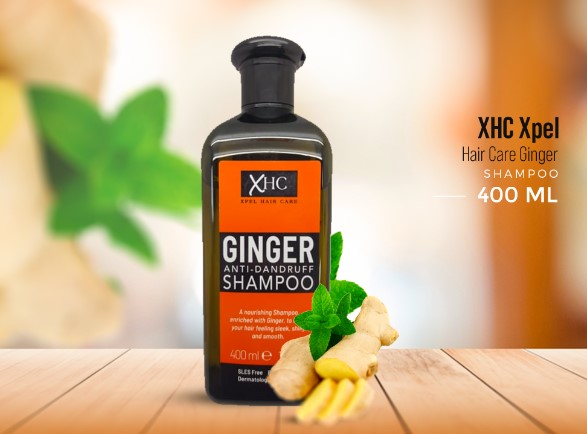 XHC
XPEL HAIR CARE
GINGER
ANTI-DANDRUFF
SHAMPOO
A nourishing Shampoo
enriched with Ginger, to
your hair feeling sleek,
and smooth.
400 ml e
SLES Free
XHC Xpel
Hair Care Ginger
SHAMPOO
400 ML